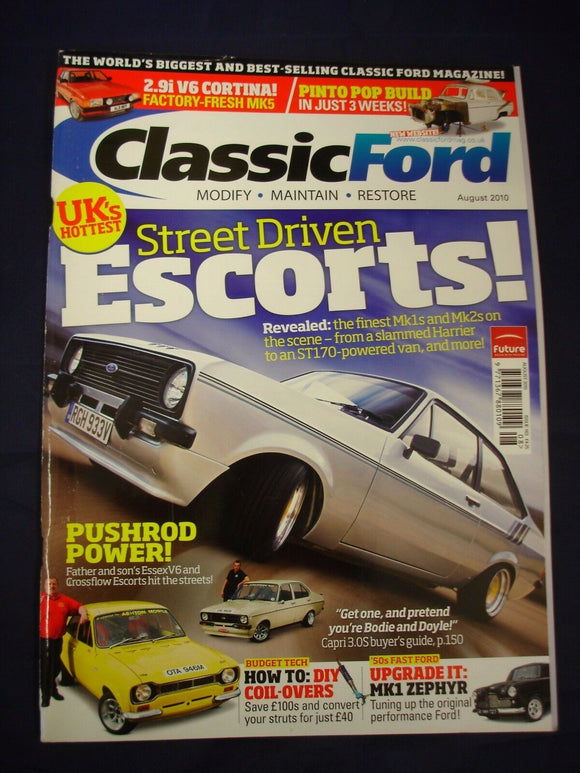 THE WORLD'S BIGGEST AND BEST-SELLING CLASSIC FORD MAGAZINE!
2.9i V6 CORTINA!
FACTORY-FRESH MK5
PINTO POP BUILD
IN JUST 3 WEEKS!
NEW WEBSITE!
www.classicfordmag.co.uk
ClassicFord
MODIFY • MAINTAIN • RESTORE
August 2010
UK's
HOTTEST
Street Driven
Escorts!
Revealed: the finest Mk1s and Mk2s on
the scene – from a slammed Harrier
to an ST170-powered van, and more!
Future
9 771367 880109
08
RGH 933V
PUSHROD
POWER!
Father and son's Essex V6 and
Crossflow Escorts hit the streets!
OTA 946M
"Get one, and pretend
you're Bodie and Doyle!"
Capri 3.0S buyer's guide, p.150
BUDGET TECH
HOW TO: DIY
COIL-OVERS
Save £100s and convert
your struts for just £40
'50s FAST FORD
UPGRADE IT:
MK1 ZEPHYR
Tuning up the original
performance Ford!